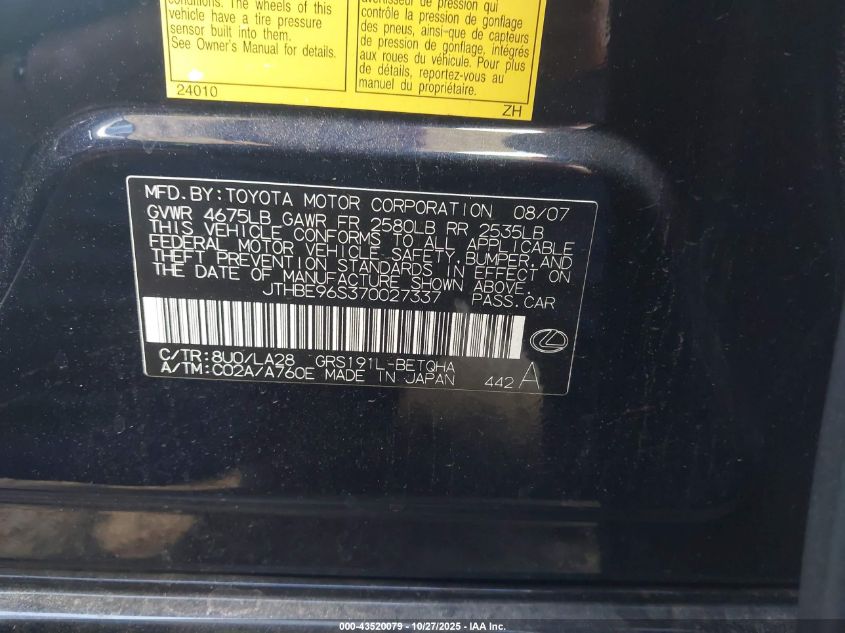 conditions. The wheels of this
vehicle have a tire pressure
sensor built into them.
See Owner's Manual for details.
24010
avertisseur de pression qui
contrôle la pression de gonflage
des pneus, ainsi-que de capteurs
de pression de gonflage, intégrés
aux roues du véhicule. Pour plus
de détails, reportez-vous au
manuel du propriétaire.
ZH
MFD.BY:TOYOTA MOTOR CORPORATION 08/07
GVWR 4675LB GAWR FR 2580LB RR 2535LB
THIS VEHICLE CONFORMS TO ALL APPLICABLE
FEDERAL MOTOR VEHICLE SAFETY,BUMPER,AND
THEFT PREVENTION STANDARDS IN EFFECT ON
THE DATE OF MANUFACTURE SHOWN ABOVE.
JTHBE96S370027337 PASS.CAR
C/TR:8U0/LA28 GRS191L-BETQHA
A/TM:C02A/A760E MADE IN JAPAN 442 A
000-43520079 - 10/27/2025 - IAA Inc.